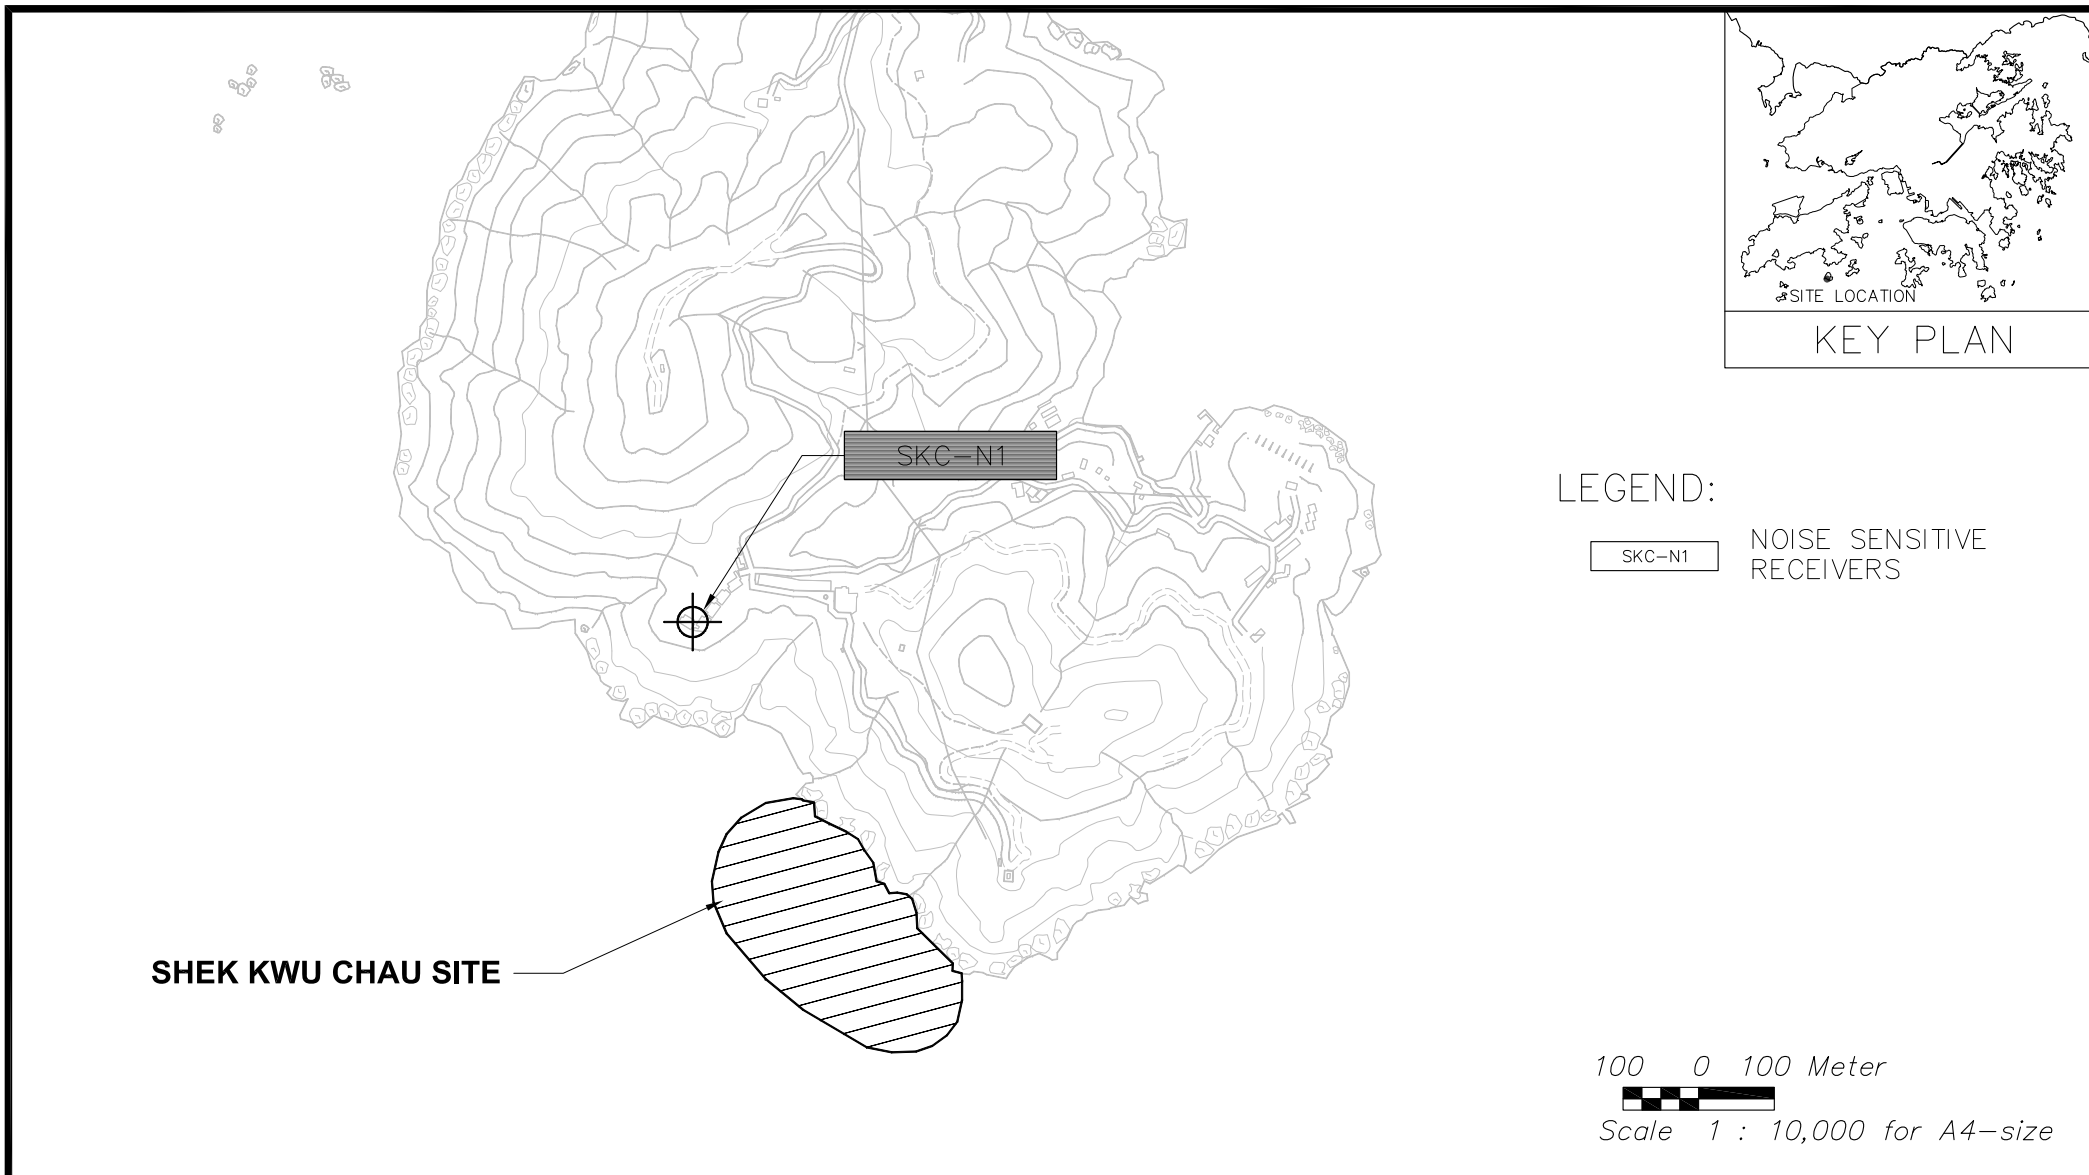 SITE LOCATION
KEY PLAN
SKC-N1
LEGEND:
SKC-N1
NOISE SENSITIVE
RECEIVERS
SHEK KWU CHAU SITE
100 0 100 Meter
Scale 1 : 10,000 for A4-size